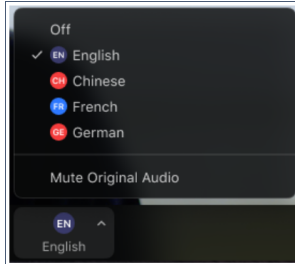 Off
EN English
CH Chinese
FR French
GE German
Mute Original Audio
EN
English